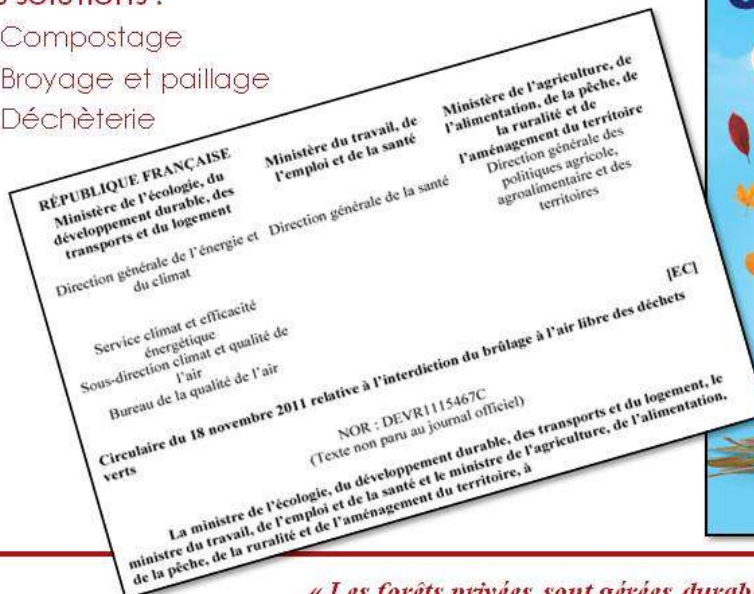 solutions :
Compostage
Broyage et paillage
Déchèterie
RÉPUBLIQUE FRANÇAISE
Ministère de l'écologie, du
développement durable, des
transports et du logement
Direction générale de l'énergie et
du climat
Service climat et efficacité
énergétique
Sous-direction climat et qualité de
l'air
Bureau de la qualité de l'air
Ministère du travail, de
l'emploi et de la santé
Direction générale de la santé
Ministère de l'agriculture, de
l'alimentation, de la pêche, de
la ruralité et de
l'aménagement du territoire
Direction générale des
politiques agricole,
agroalimentaire et des
territoires
[EC]
Circulaire du 18 novembre 2011 relative à l'interdiction du brûlage à l'air libre des déchets
verts
NOR : DEVR1115467C
(Texte non paru au journal officiel)
La ministre de l'écologie, du développement durable, des transports et du logement, le
ministre du travail, de l'emploi et de la santé et le ministre de l'agriculture, de l'alimentation,
de la pêche, de la ruralité et de l'aménagement du territoire, à
« Les forêts privées sont gérées durab